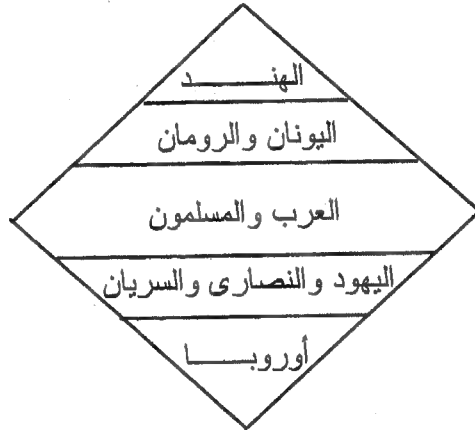 الهنـــــد
اليونان والرومان
العرب والمسلمون
اليهود والنصارى والسريان
أوروبـــــا